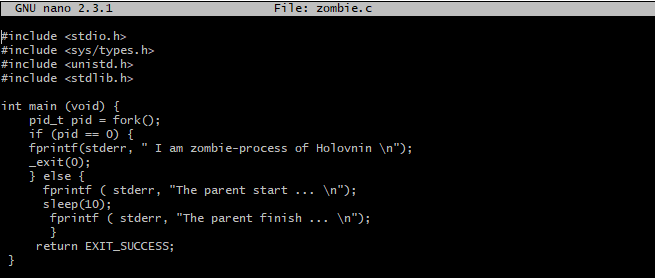 GNU nano 2.3.1 File: zombie.c
#include <stdio.h>
#include <sys/types.h>
#include <unistd.h>
#include <stdlib.h>
int main (void) {
pid_t pid = fork();
if (pid == 0) {
fprintf(stderr, " I am zombie-process of Holovnin \n");
_exit(0);
} else {
fprintf ( stderr, "The parent start ... \n");
sleep(10);
fprintf ( stderr, "The parent finish ... \n");
}
return EXIT_SUCCESS;
}